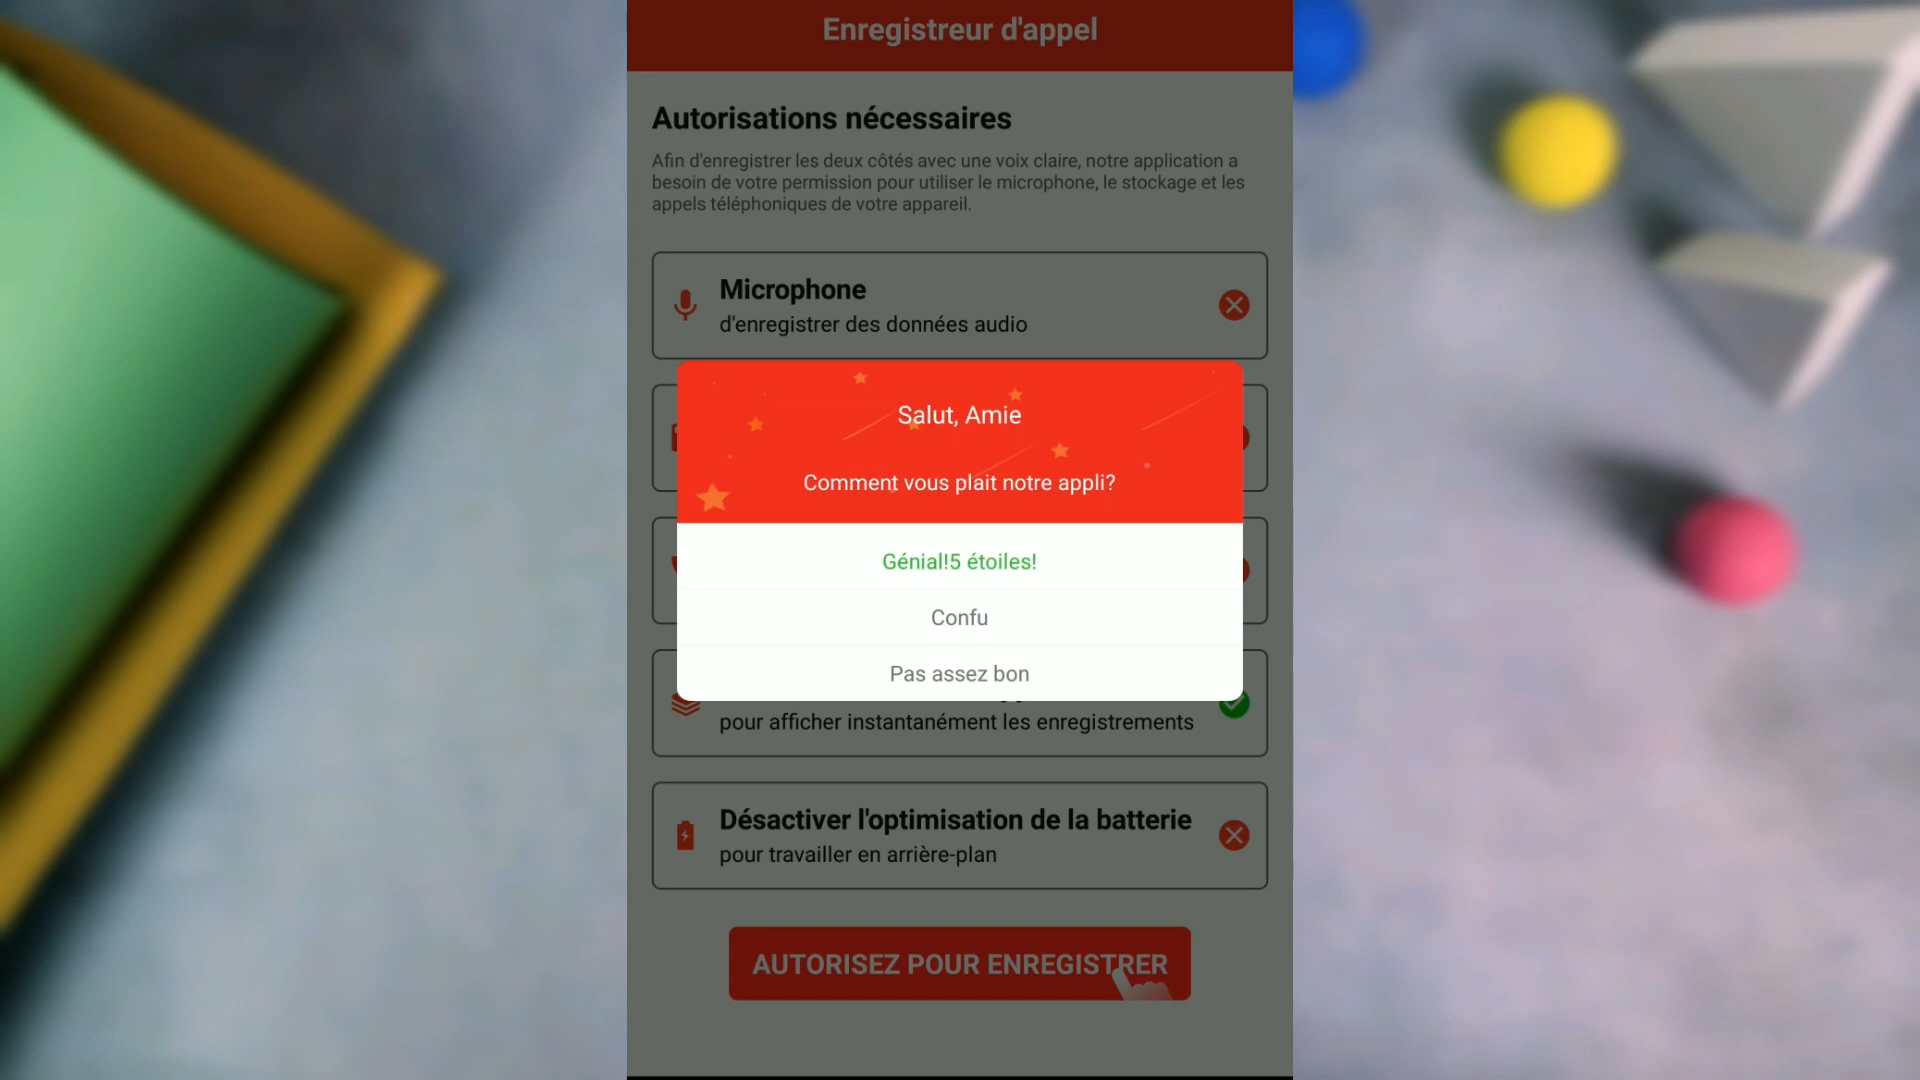 Enregistreur d'appel
Autorisations nécessaires
Afin d'enregistrer les deux côtés avec une voix claire, notre application a
besoin de votre permission pour utiliser le microphone, le stockage et les
appels téléphoniques de votre appareil.
Microphone
d'enregistrer des données audio
Salut, Amie
Comment vous plait notre appli?
Génial!5 étoiles!
Confu
Pas assez bon
pour afficher instantanément les enregistrements
Désactiver l'optimisation de la batterie
pour travailler en arrière-plan
AUTORISEZ POUR ENREGISTRER